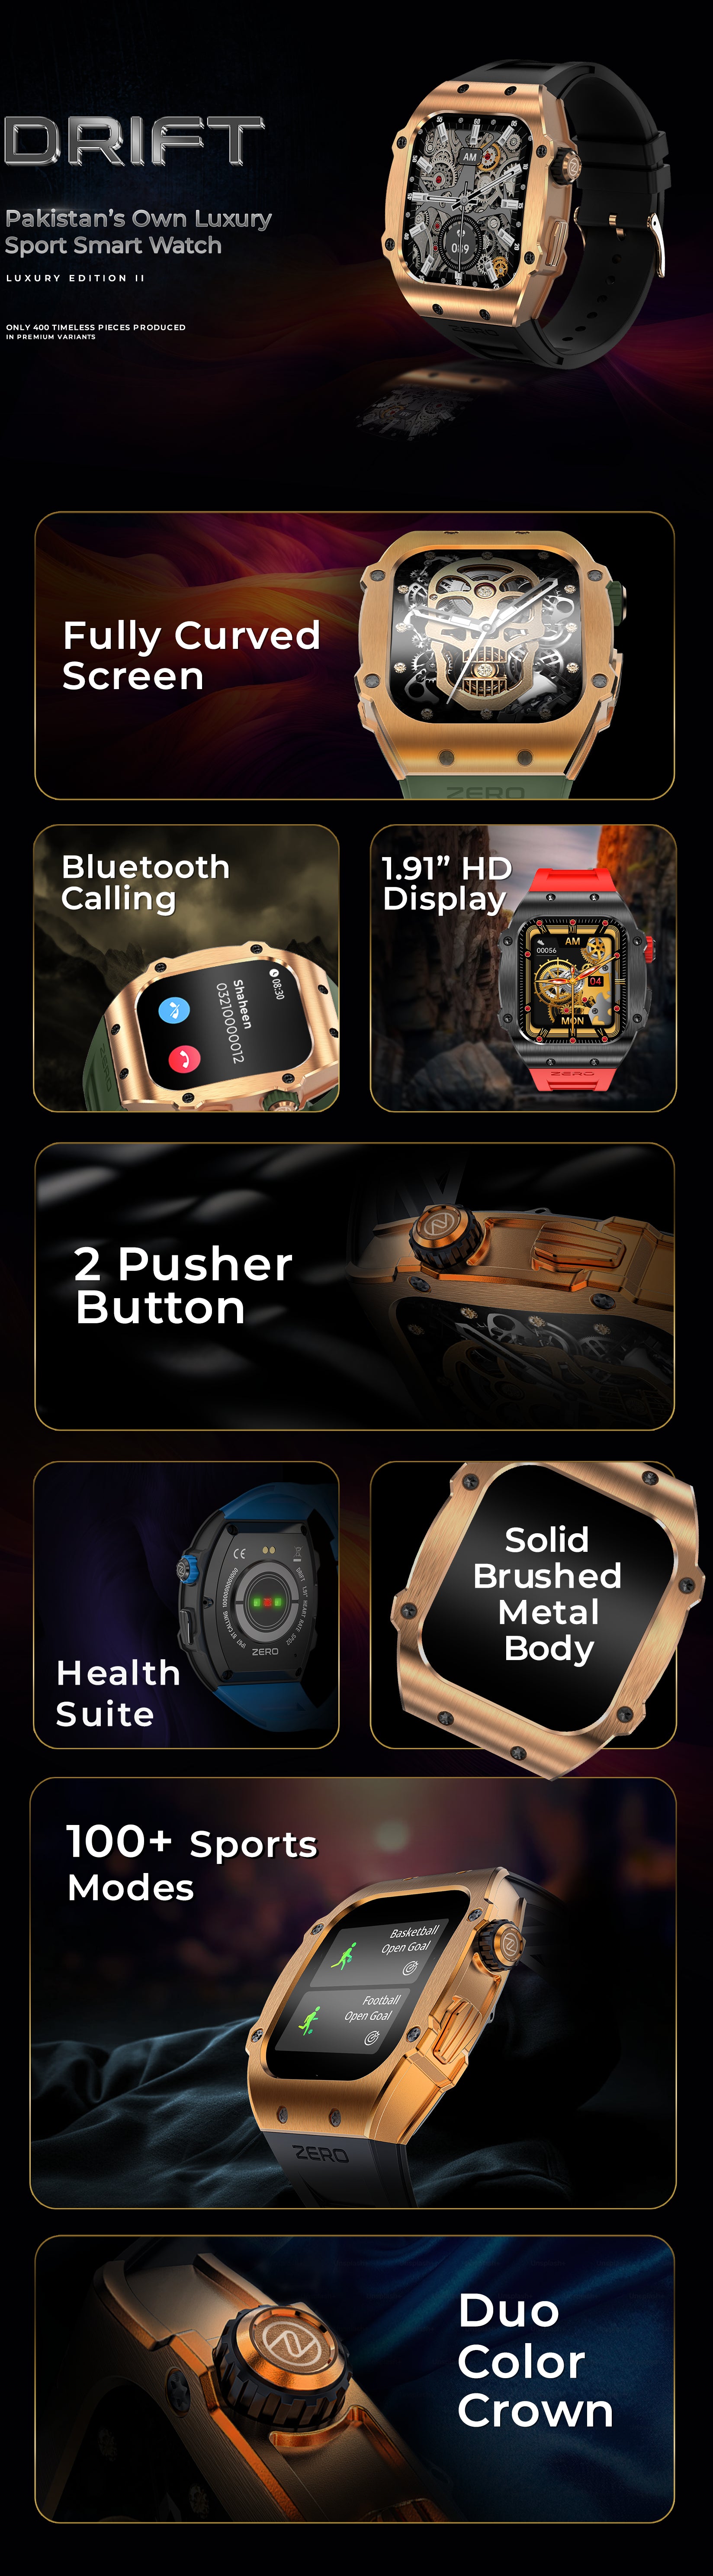 DRIFT
Pakistan's Own Luxury
Sport Smart Watch
LUXURY EDITION II
ONLY 400 TIMELESS PIECES PRODUCED
IN PREMIUM VARIANTS
AM
ZERO
Fully Curved
Screen
ZERO
Bluetooth
Calling
08:30
Shaheen
03210000012
1.91” HD
Display
AM
00056
04
MON
ZERO
2 Pusher
Button
Health
Suite
CE
ZERO
Solid
Brushed
Metal
Body
100+ Sports
Modes
Basketball
Open Goal
Football
Open Goal
ZERO
Duo
Color
Crown